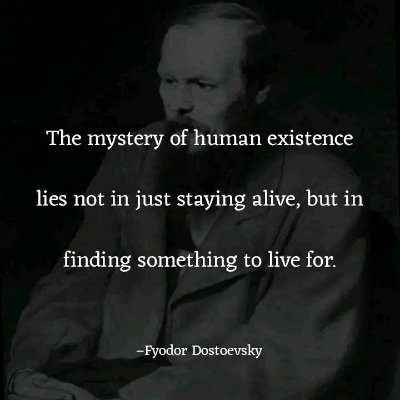 The mystery of human existence
lies not in just staying alive, but in
finding something to live for.
–Fyodor Dostoevsky